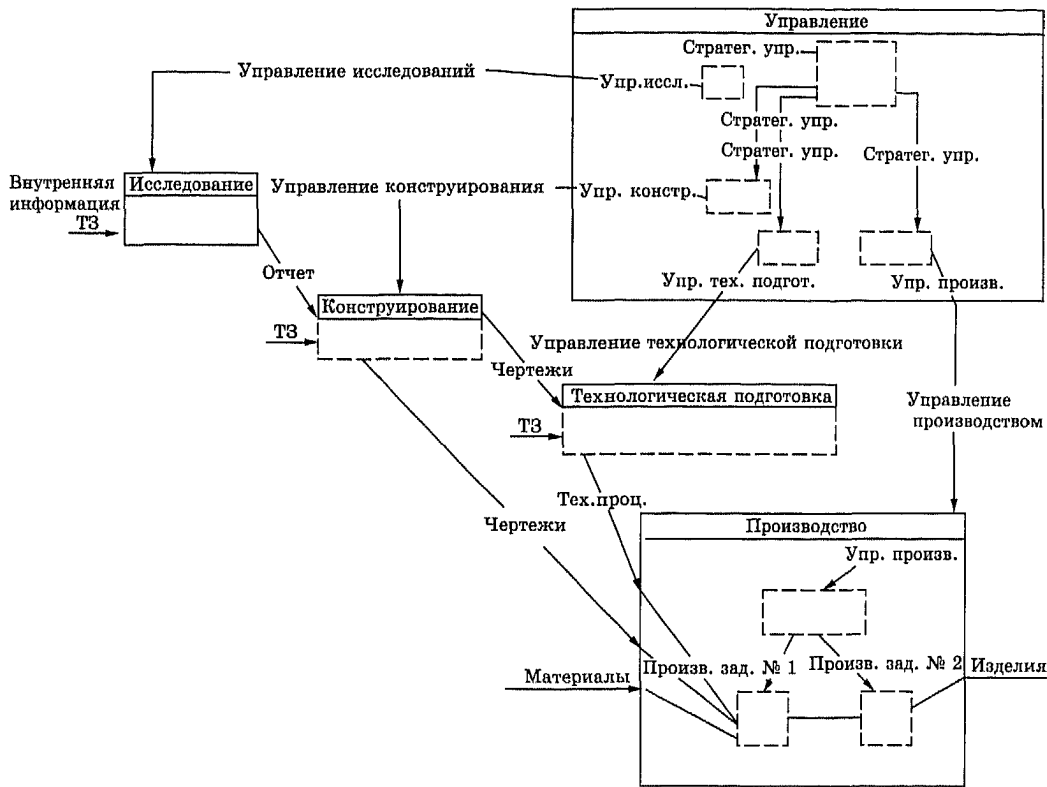 Управление
Стратег. упр.
Управление исследований
Упр.иссл.
Стратег. упр.
Стратег. упр.
Стратег. упр.
Внутренняя
информация
Исследование
ТЗ
Управление конструирования
Упр. констр.
Отчет
Упр. тех. подгот.
Упр. произв.
Конструирование
ТЗ
Управление технологической подготовки
Чертежи
Технологическая подготовка
ТЗ
Управление
производством
Тех.проц.
Чертежи
Производство
Упр. произв.
Материалы
Произв. зад. № 1
Произв. зад. № 2
Изделия